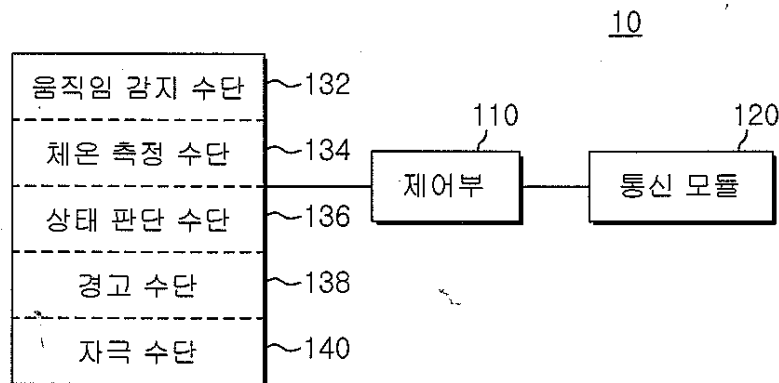 10
움직임 감지 수단 132
체온 측정 수단 134
상태 판단 수단 136
경고 수단 138
자극 수단 140
110
제어부
120
통신 모듈